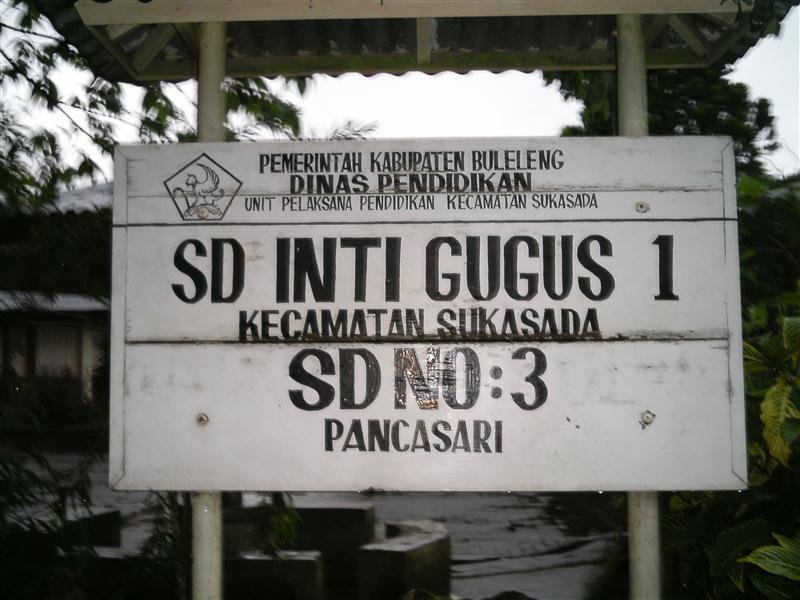 PEMERINTAH KABUPATEN BULELENG
DINAS PENDIDIKAN
UNIT PELAKSANA PENDIDIKAN KECAMATAN SUKASADA
SD INTI GUGUS 1
KECAMATAN SUKASADA
SD NO:3
PANCASARI